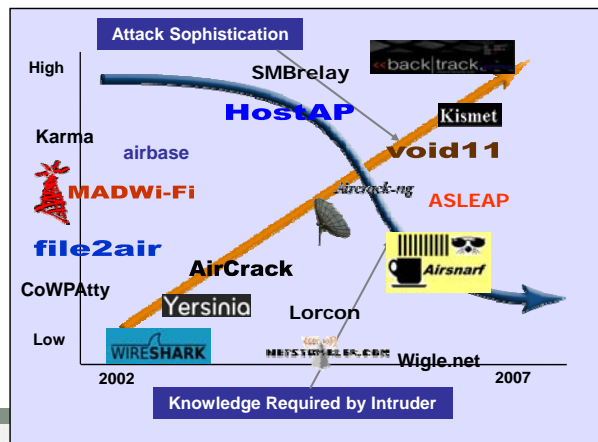 Attack Sophistication
High
SMBrelay
<<back|track
HostAP
Kismet
Karma
airbase
void11
MADWi-Fi
Aircrack-ng
ASLEAP
file2air
AirCrack
Airsnarf
CoWPAtty
Yersinia
Lorcon
Low
WIRESHARK
NETSTUMBLER.COM
Wigle.net
2002
2007
Knowledge Required by Intruder